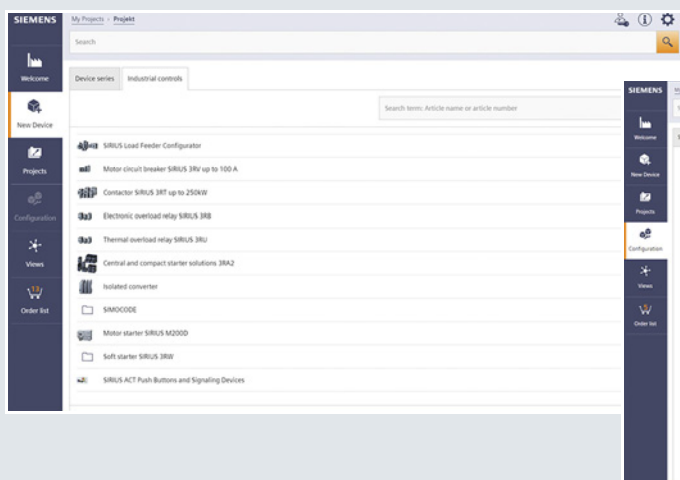 SIEMENS
My Projects › Projekt
Search
Welcome
Device series
Industrial controls
Search term: Article name or article number
New Device
SIRIUS Load Feeder Configurator
Motor circuit breaker SIRIUS 3RV up to 100 A
Projects
Contactor SIRIUS 3RT up to 250kW
Electronic overload relay SIRIUS 3RB
Configuration
Thermal overload relay SIRIUS 3RU
Central and compact starter solutions 3RA2
Views
Isolated converter
13
SIMOCODE
Order list
Motor starter SIRIUS M200D
Soft starter SIRIUS 3RW
SIRIUS ACT Push Buttons and Signaling Devices
SIEMENS
Welcome
New Device
Projects
Configuration
Views
Order list